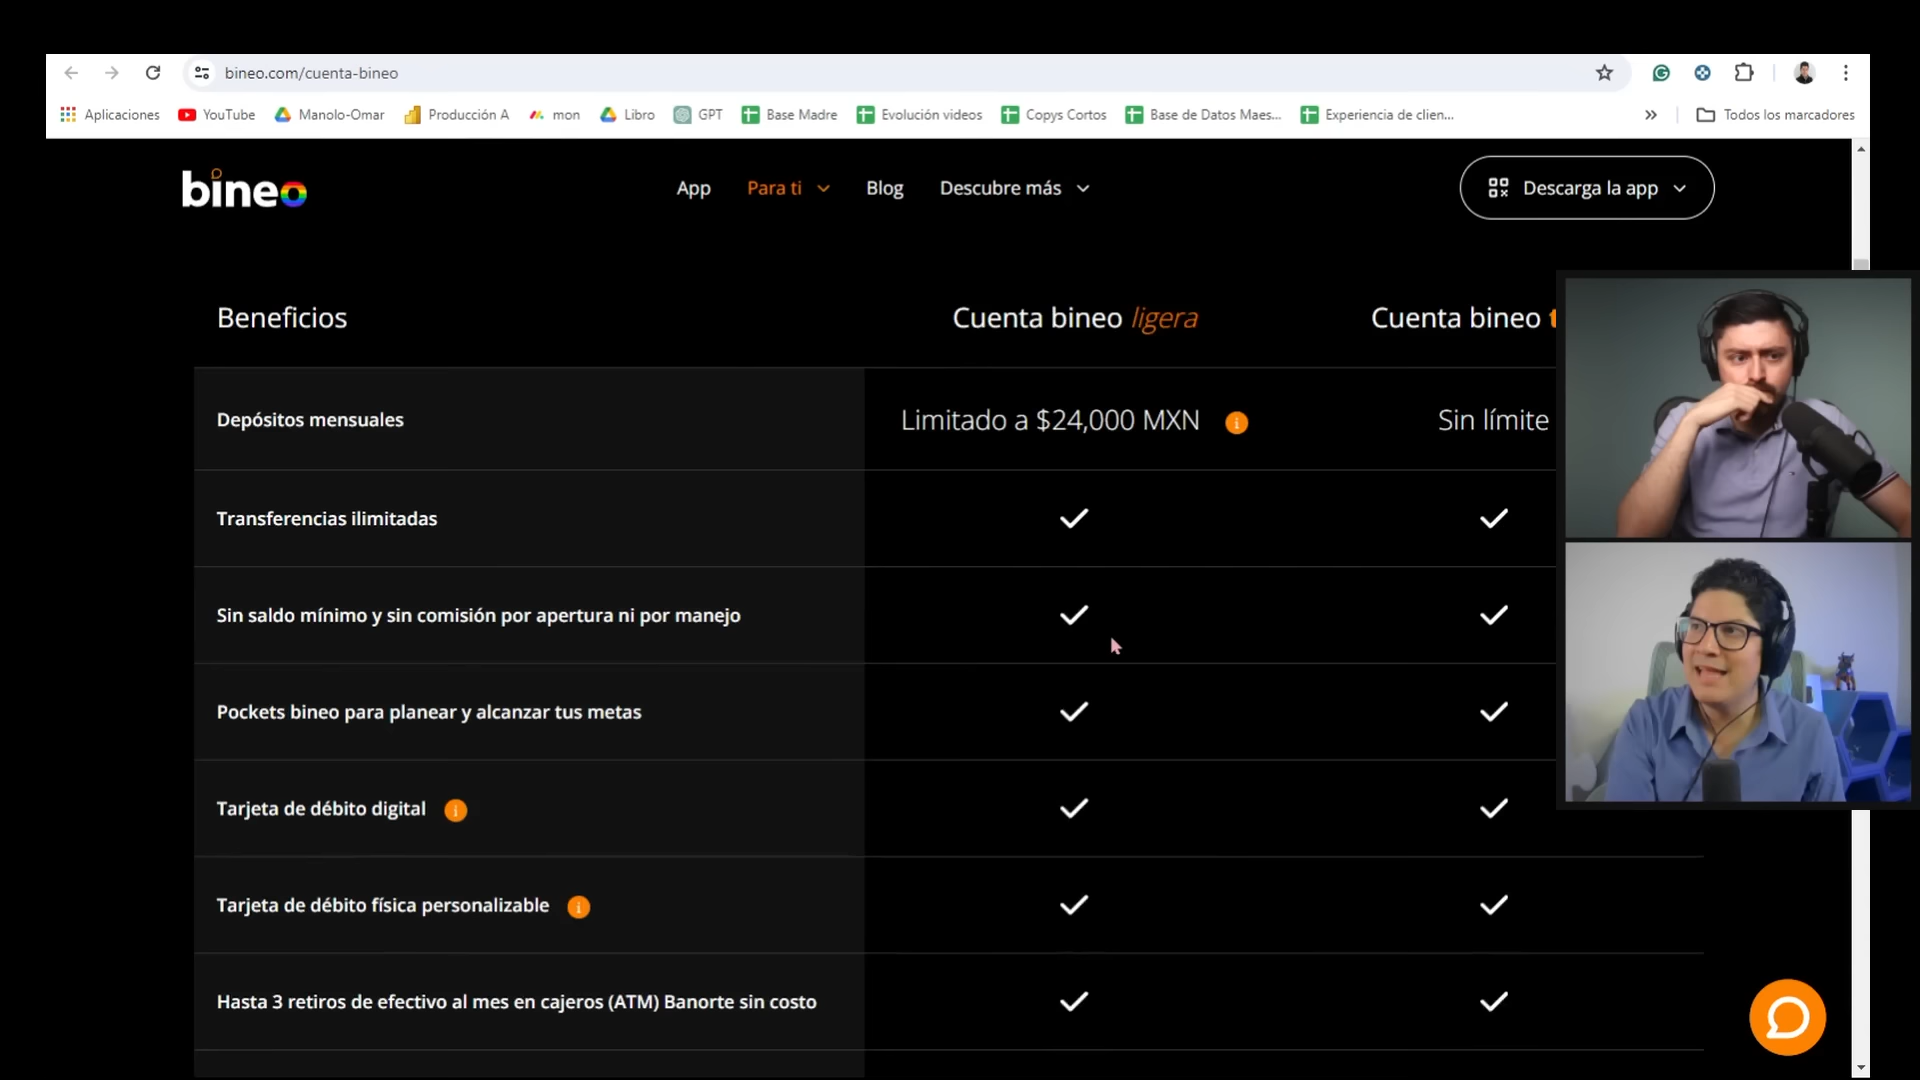 bineo.com/cuenta-bineo
Aplicaciones YouTube Manolo-Omar Producción A mon Libro GPT Base Madre Evolución videos Copys Cortos Base de Datos Maes... Experiencia de clien... » Todos los marcadores
bineo App Para ti Blog Descubre más Descarga la app
Beneficios Cuenta bineo ligera Cuenta bineo
Depósitos mensuales Limitado a $24,000 MXN i Sin límite
Transferencias ilimitadas
Sin saldo mínimo y sin comisión por apertura ni por manejo
Pockets bineo para planear y alcanzar tus metas
Tarjeta de débito digital i
Tarjeta de débito física personalizable i
Hasta 3 retiros de efectivo al mes en cajeros (ATM) Banorte sin costo